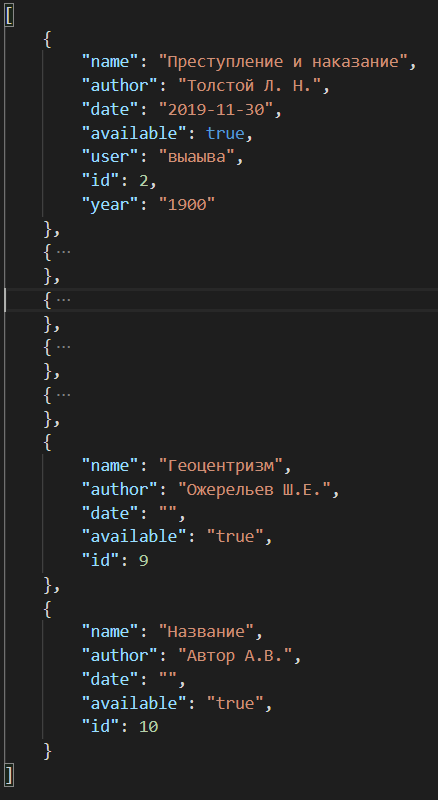 [
{
"name": "Преступление и наказание",
"author": "Толстой Л. Н.",
"date": "2019-11-30",
"available": true,
"user": "выаыва",
"id": 2,
"year": "1900"
},
{ ···
},
{ ···
},
{ ···
},
{ ···
},
{
"name": "Геоцентризм",
"author": "Ожерельев Ш.Е.",
"date": "",
"available": "true",
"id": 9
},
{
"name": "Название",
"author": "Автор А.В.",
"date": "",
"available": "true",
"id": 10
}
]